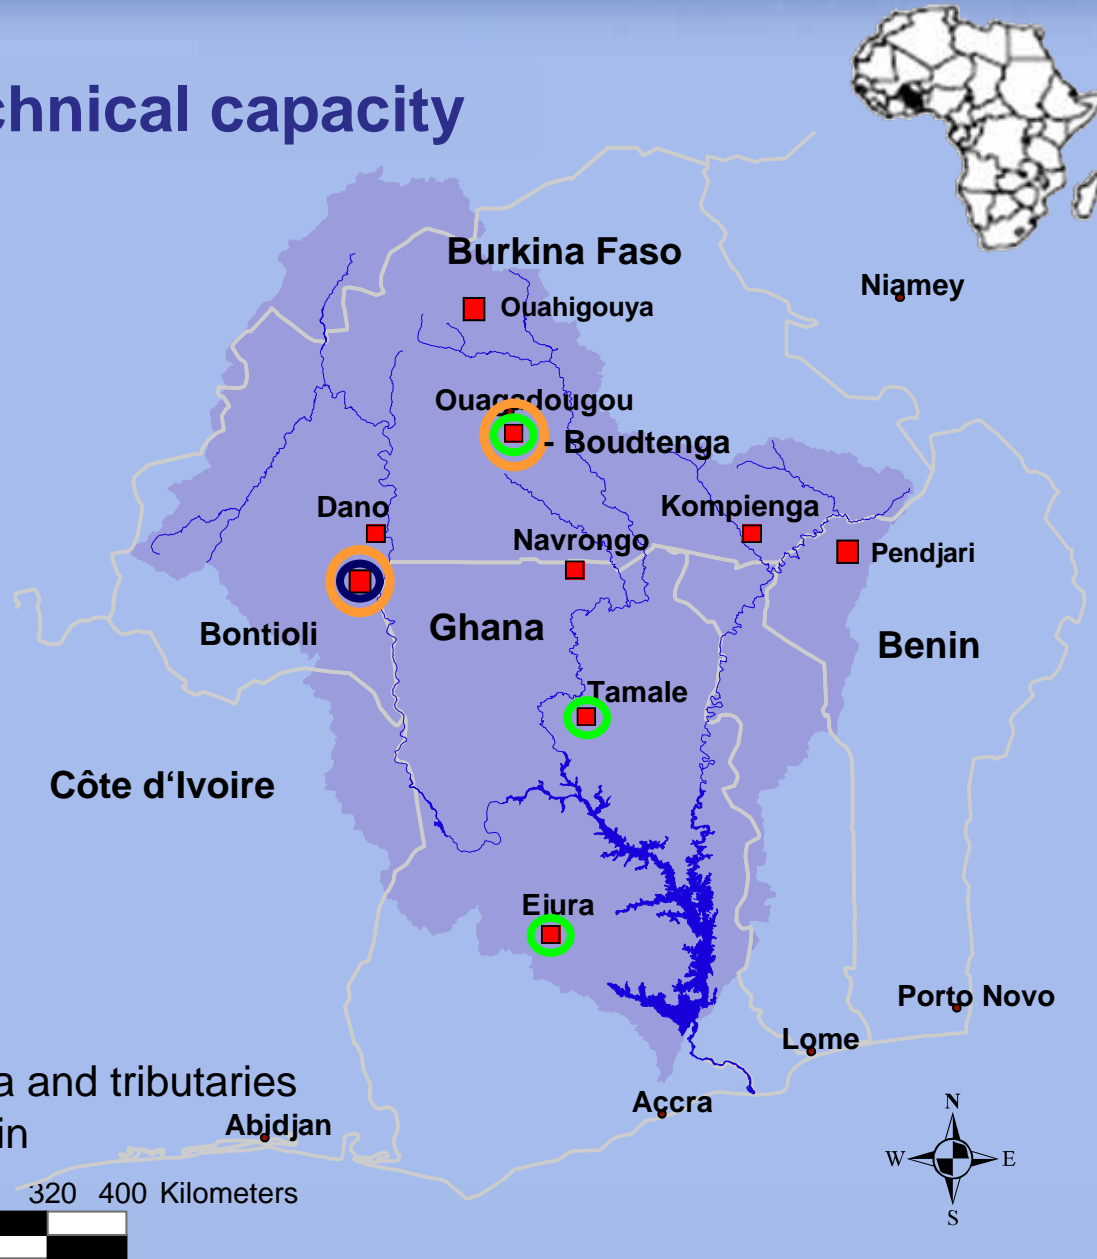 chnical capacity
Burkina Faso
Niamey
Ouahigouya
Ouagadougou
- Boudtenga
Dano
Kompienga
Navrongo
Pendjari
Bontioli
Ghana
Benin
Tamale
Côte d‘Ivoire
Ejura
Porto Novo
Lome
a and tributaries
Accra
Abidjan
in
N
W
E
S
320 400 Kilometers